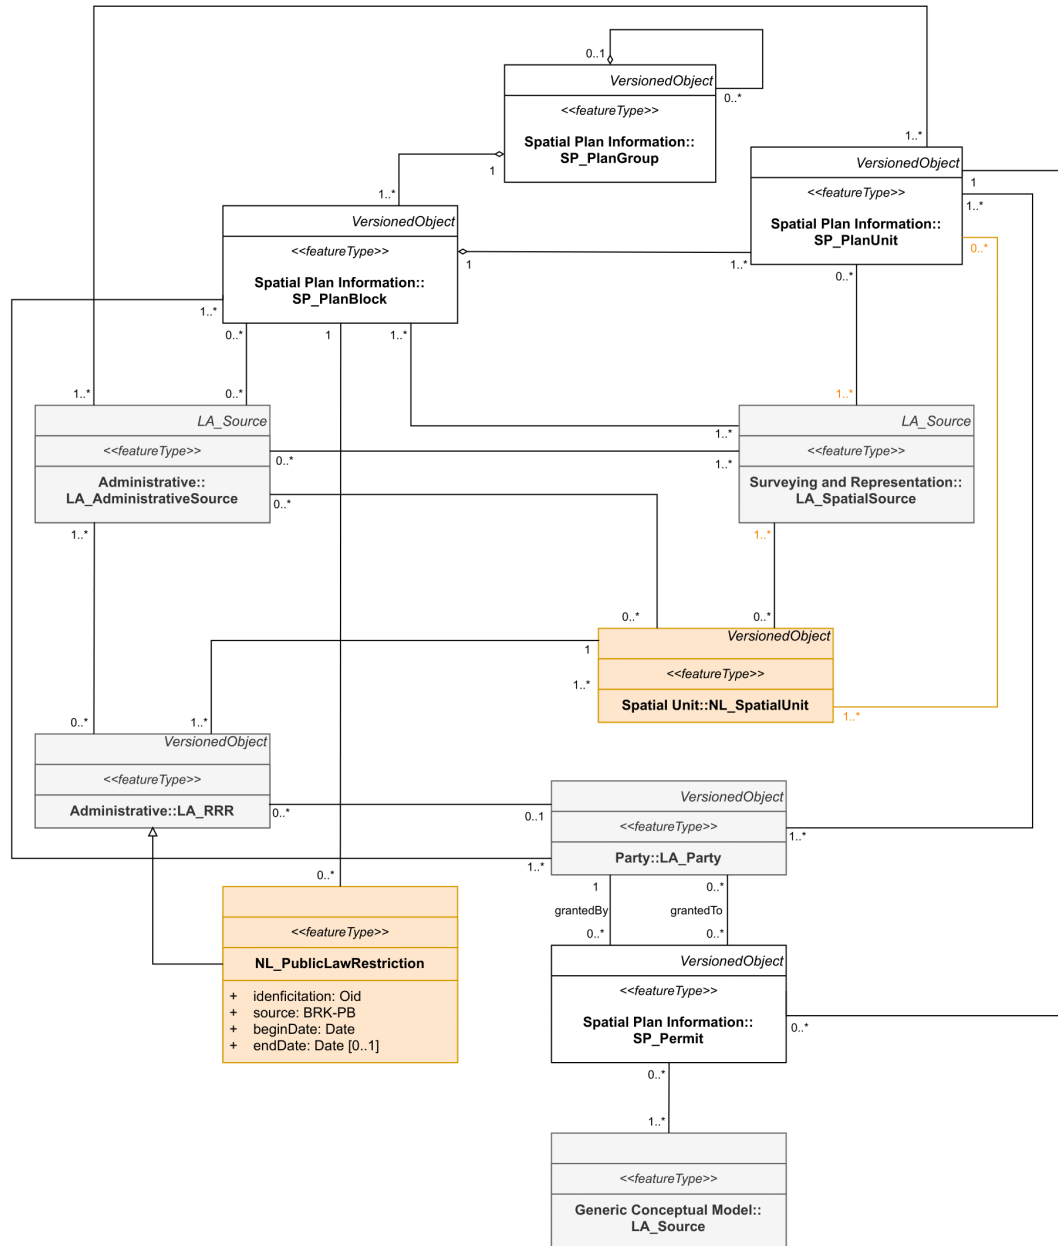 0..1
VersionedObject
0..*
<<featureType>>
Spatial Plan Information::
SP_PlanGroup
1
1..*
1..*
VersionedObject
1
<<featureType>>
1..*
Spatial Plan Information::
SP_PlanUnit
0..*
1..*
0..*
VersionedObject
<<featureType>>
1
Spatial Plan Information::
SP_PlanBlock
1..*
0..*
1
1..*
1..*
0..*
1..*
LA_Source
<<featureType>>
0..*
Administrative::
LA_AdministrativeSource
0..*
1..*
LA_Source
1..*
<<featureType>>
1..*
Surveying and Representation::
LA_SpatialSource
1..*
0..*
0..*
VersionedObject
1
<<featureType>>
1..*
Spatial Unit::NL_SpatialUnit
1..*
0..*
1..*
VersionedObject
<<featureType>>
Administrative::LA_RRR
0..*
VersionedObject
0..1
<<featureType>>
1..*
Party::LA_Party
1..*
0..*
1
0..*
grantedBy
grantedTo
0..*
0..*
<<featureType>>
NL_PublicLawRestriction
+ idenficitation: Oid
+ source: BRK-PB
+ beginDate: Date
+ endDate: Date [0..1]
VersionedObject
<<featureType>>
Spatial Plan Information::
SP_Permit
0..*
0..*
1..*
<<featureType>>
Generic Conceptual Model::
LA_Source